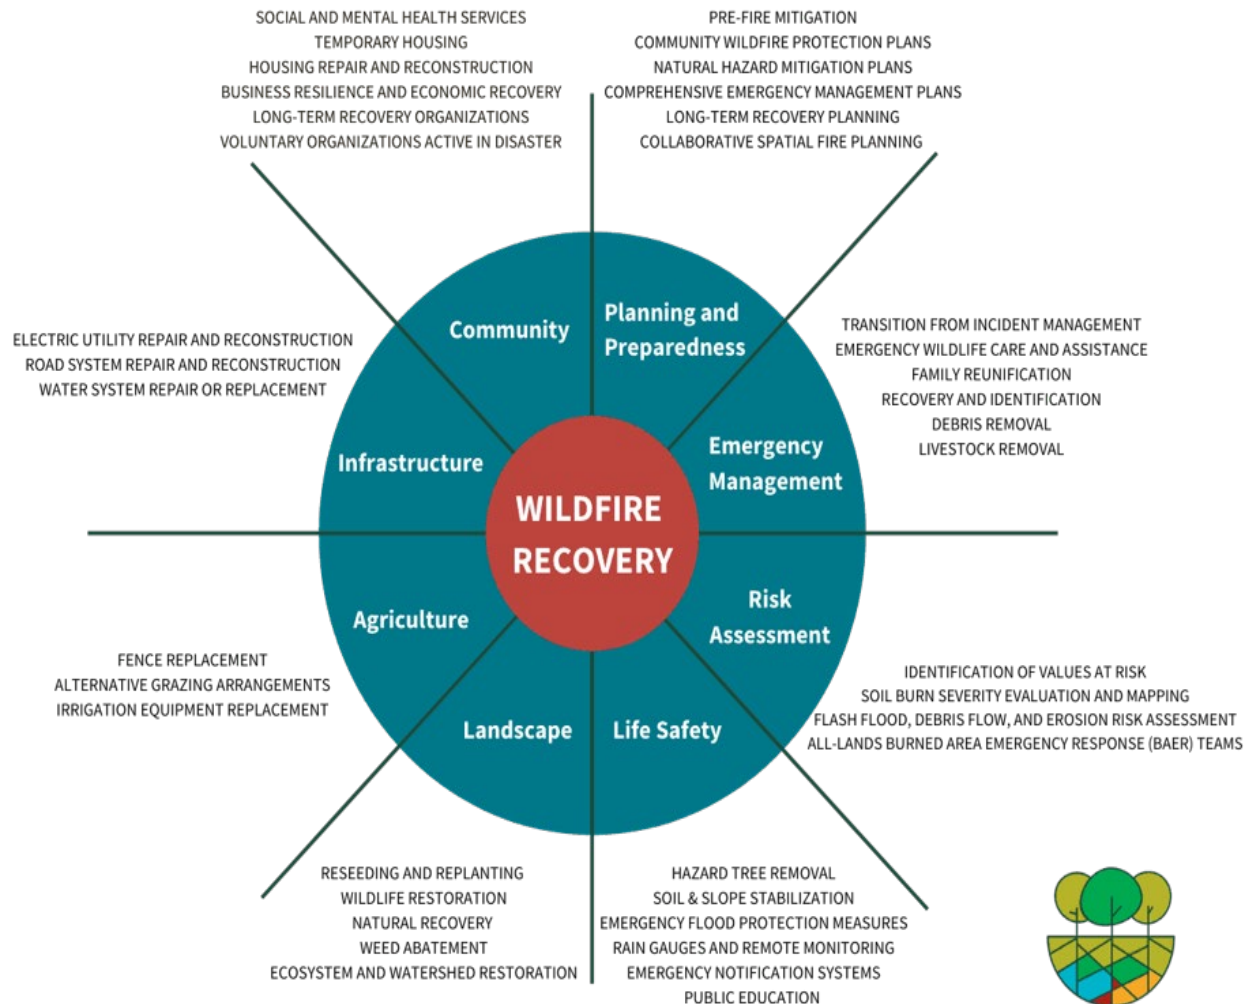 SOCIAL AND MENTAL HEALTH SERVICES
TEMPORARY HOUSING
HOUSING REPAIR AND RECONSTRUCTION
BUSINESS RESILIENCE AND ECONOMIC RECOVERY
LONG-TERM RECOVERY ORGANIZATIONS
VOLUNTARY ORGANIZATIONS ACTIVE IN DISASTER
PRE-FIRE MITIGATION
COMMUNITY WILDFIRE PROTECTION PLANS
NATURAL HAZARD MITIGATION PLANS
COMPREHENSIVE EMERGENCY MANAGEMENT PLANS
LONG-TERM RECOVERY PLANNING
COLLABORATIVE SPATIAL FIRE PLANNING
Community
Planning and
Preparedness
ELECTRIC UTILITY REPAIR AND RECONSTRUCTION
ROAD SYSTEM REPAIR AND RECONSTRUCTION
WATER SYSTEM REPAIR OR REPLACEMENT
TRANSITION FROM INCIDENT MANAGEMENT
EMERGENCY WILDLIFE CARE AND ASSISTANCE
FAMILY REUNIFICATION
RECOVERY AND IDENTIFICATION
DEBRIS REMOVAL
LIVESTOCK REMOVAL
Infrastructure
Emergency
Management
WILDFIRE
RECOVERY
Agriculture
Risk
Assessment
FENCE REPLACEMENT
ALTERNATIVE GRAZING ARRANGEMENTS
IRRIGATION EQUIPMENT REPLACEMENT
IDENTIFICATION OF VALUES AT RISK
SOIL BURN SEVERITY EVALUATION AND MAPPING
FLASH FLOOD, DEBRIS FLOW, AND EROSION RISK ASSESSMENT
ALL-LANDS BURNED AREA EMERGENCY RESPONSE (BAER) TEAMS
Landscape
Life Safety
RESEEDING AND REPLANTING
WILDLIFE RESTORATION
NATURAL RECOVERY
WEED ABATEMENT
ECOSYSTEM AND WATERSHED RESTORATION
HAZARD TREE REMOVAL
SOIL & SLOPE STABILIZATION
EMERGENCY FLOOD PROTECTION MEASURES
RAIN GAUGES AND REMOTE MONITORING
EMERGENCY NOTIFICATION SYSTEMS
PUBLIC EDUCATION